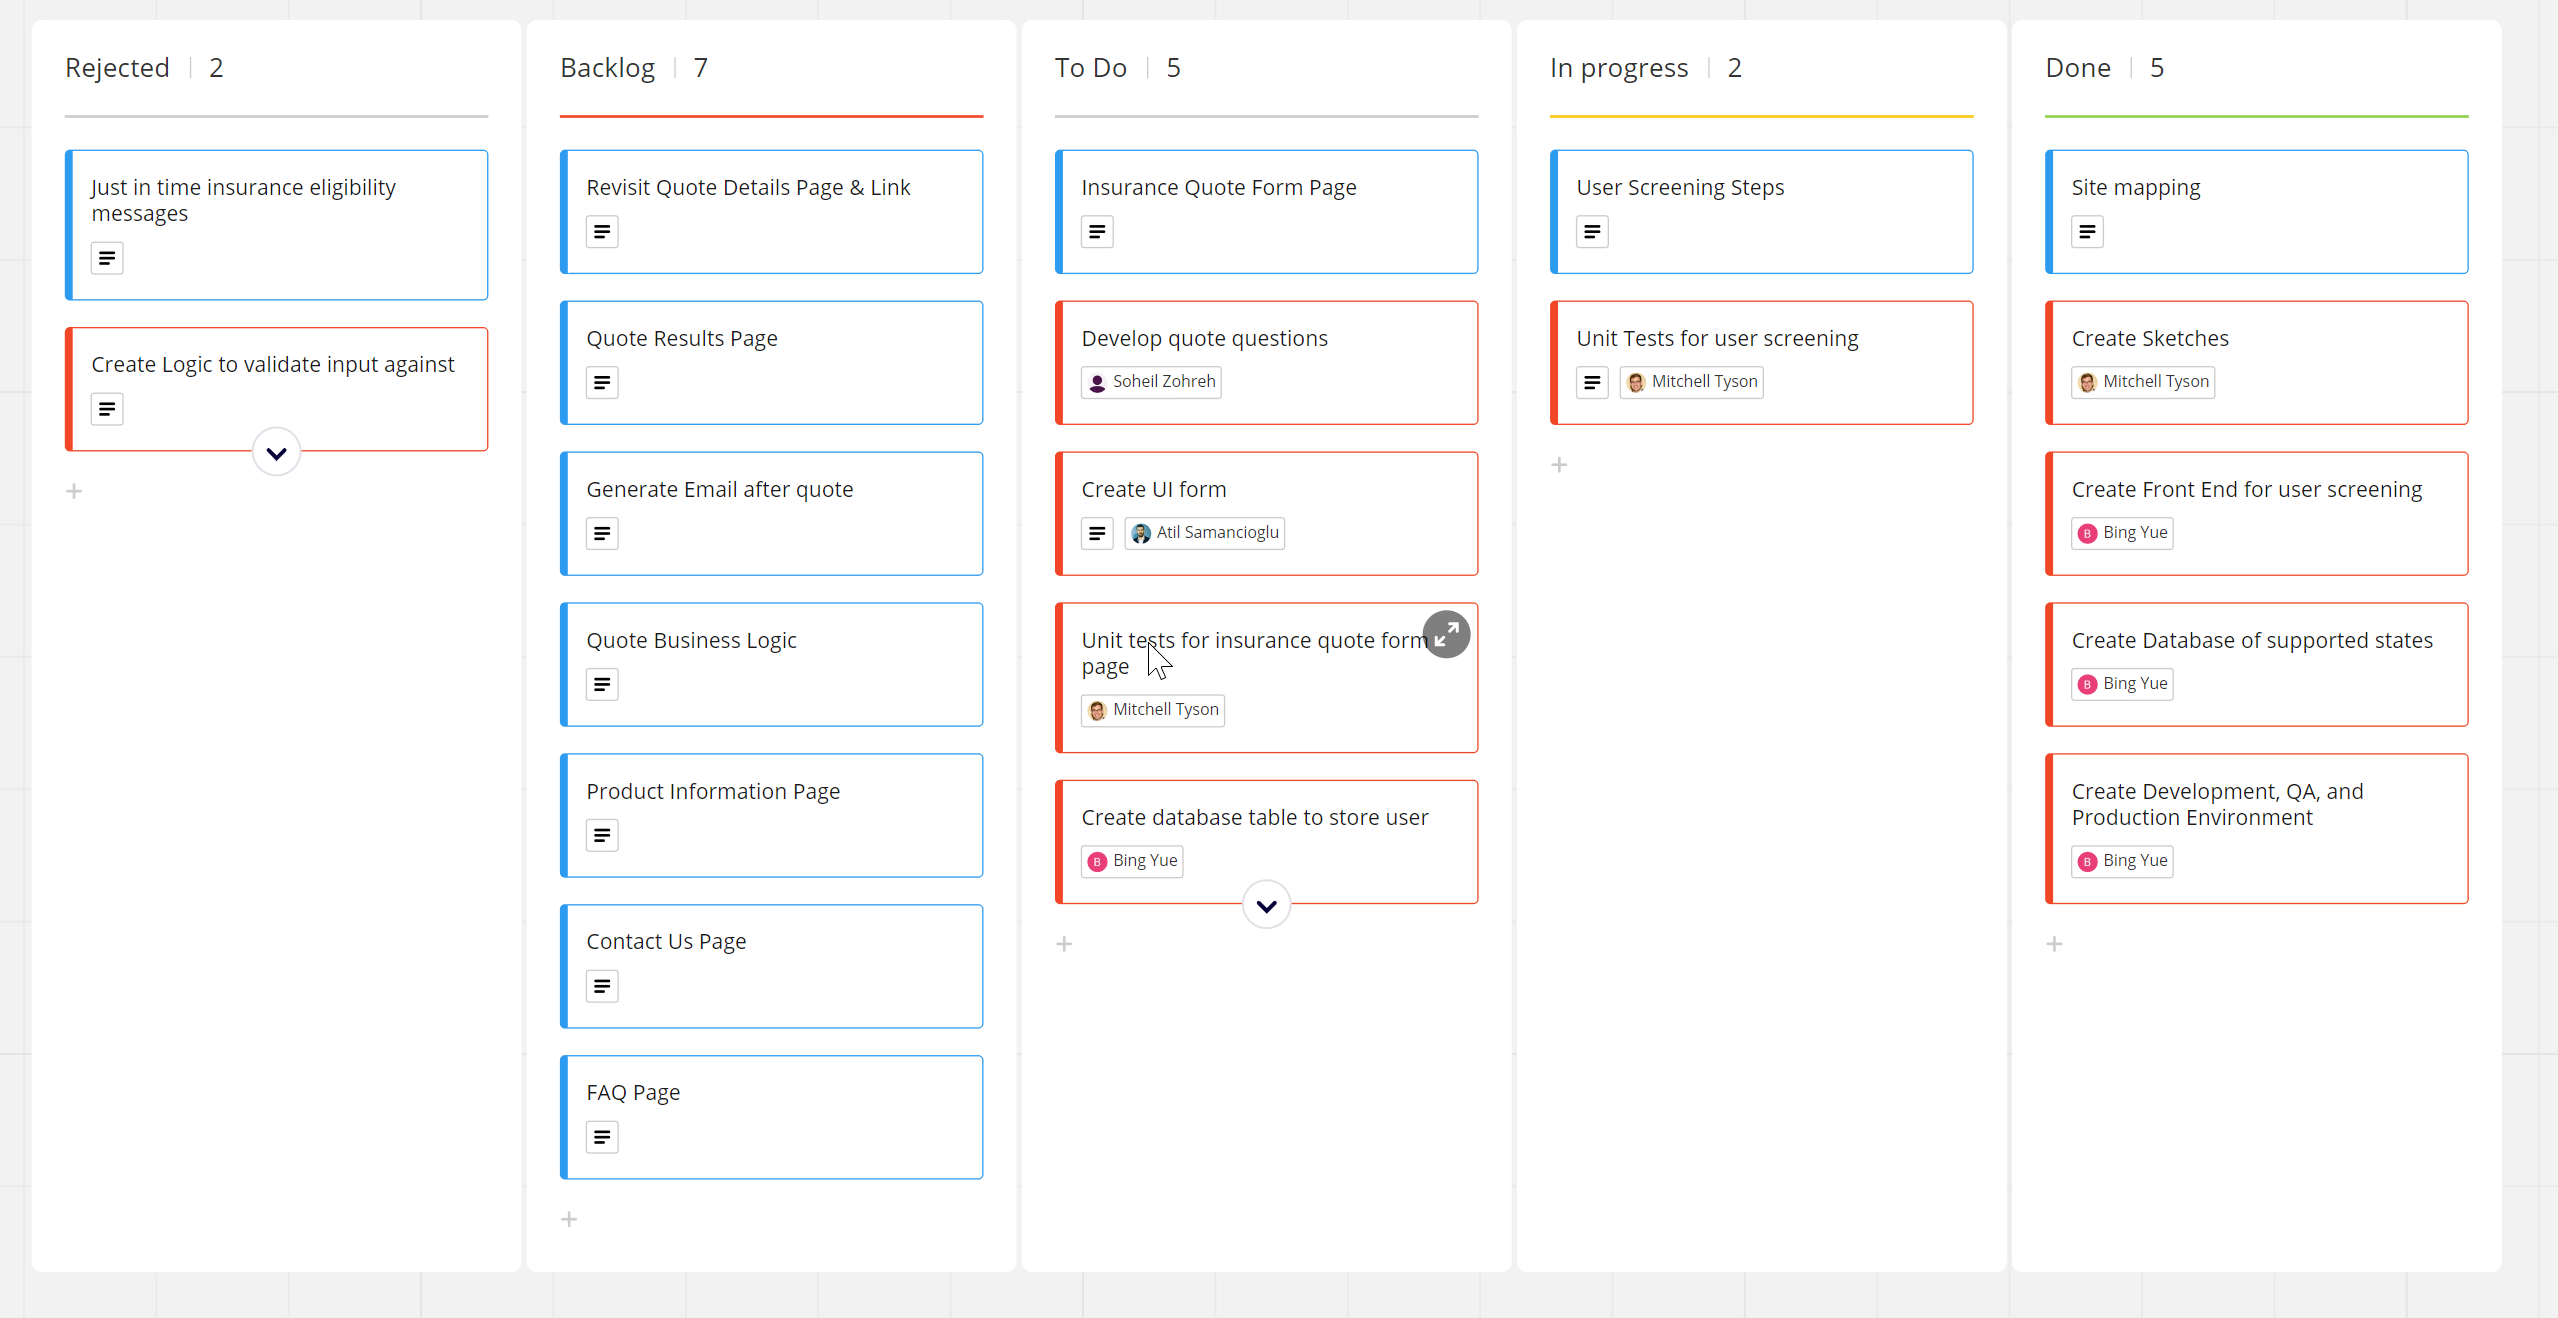 Rejected 2
Just in time insurance eligibility
messages
Create Logic to validate input against
Backlog 7
Revisit Quote Details Page & Link
Quote Results Page
Generate Email after quote
Quote Business Logic
Product Information Page
Contact Us Page
FAQ Page
To Do 5
Insurance Quote Form Page
Develop quote questions
Soheil Zohreh
Create UI form
Atil Samancioglu
Unit tests for insurance quote form
page
Mitchell Tyson
Create database table to store user
B Bing Yue
In progress 2
User Screening Steps
Unit Tests for user screening
Mitchell Tyson
Done 5
Site mapping
Create Sketches
Mitchell Tyson
Create Front End for user screening
B Bing Yue
Create Database of supported states
B Bing Yue
Create Development, QA, and
Production Environment
B Bing Yue